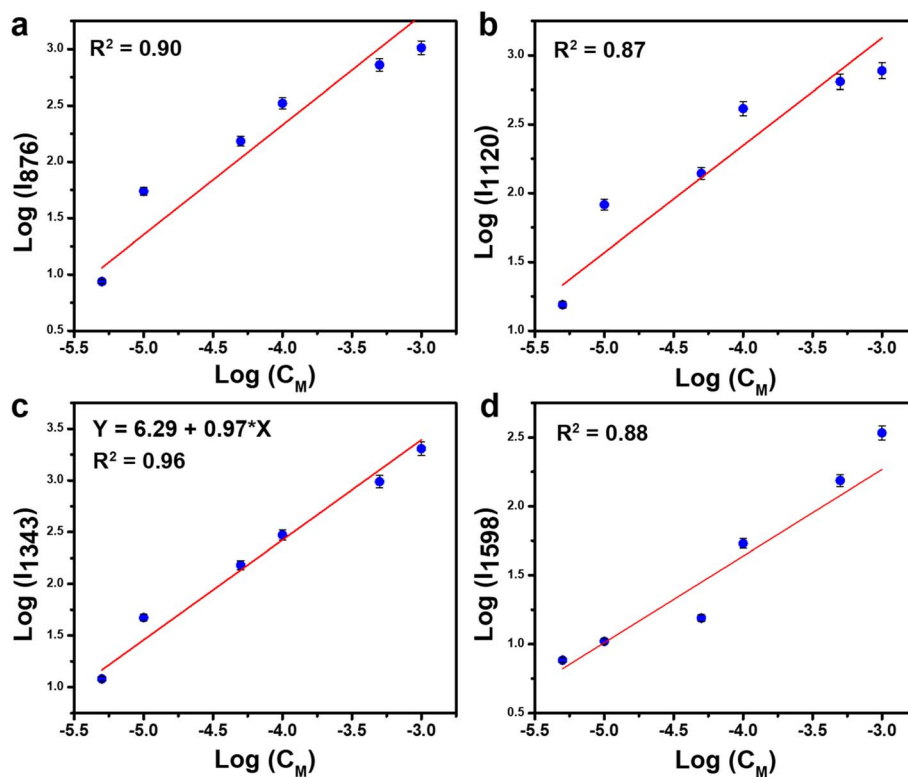 a
R² = 0.90
Log (I876)
3.0
2.5
2.0
1.5
1.0
0.5
-5.5 -5.0 -4.5 -4.0 -3.5 -3.0
Log (CM)
b
R² = 0.87
Log (I1120)
3.0
2.5
2.0
1.5
1.0
-5.5 -5.0 -4.5 -4.0 -3.5 -3.0
Log (CM)
c
Y = 6.29 + 0.97*X
R² = 0.96
Log (I1343)
3.5
3.0
2.5
2.0
1.5
1.0
-5.5 -5.0 -4.5 -4.0 -3.5 -3.0
Log (CM)
d
R² = 0.88
Log (I1598)
2.5
2.0
1.5
1.0
0.5
-5.5 -5.0 -4.5 -4.0 -3.5 -3.0
Log (CM)